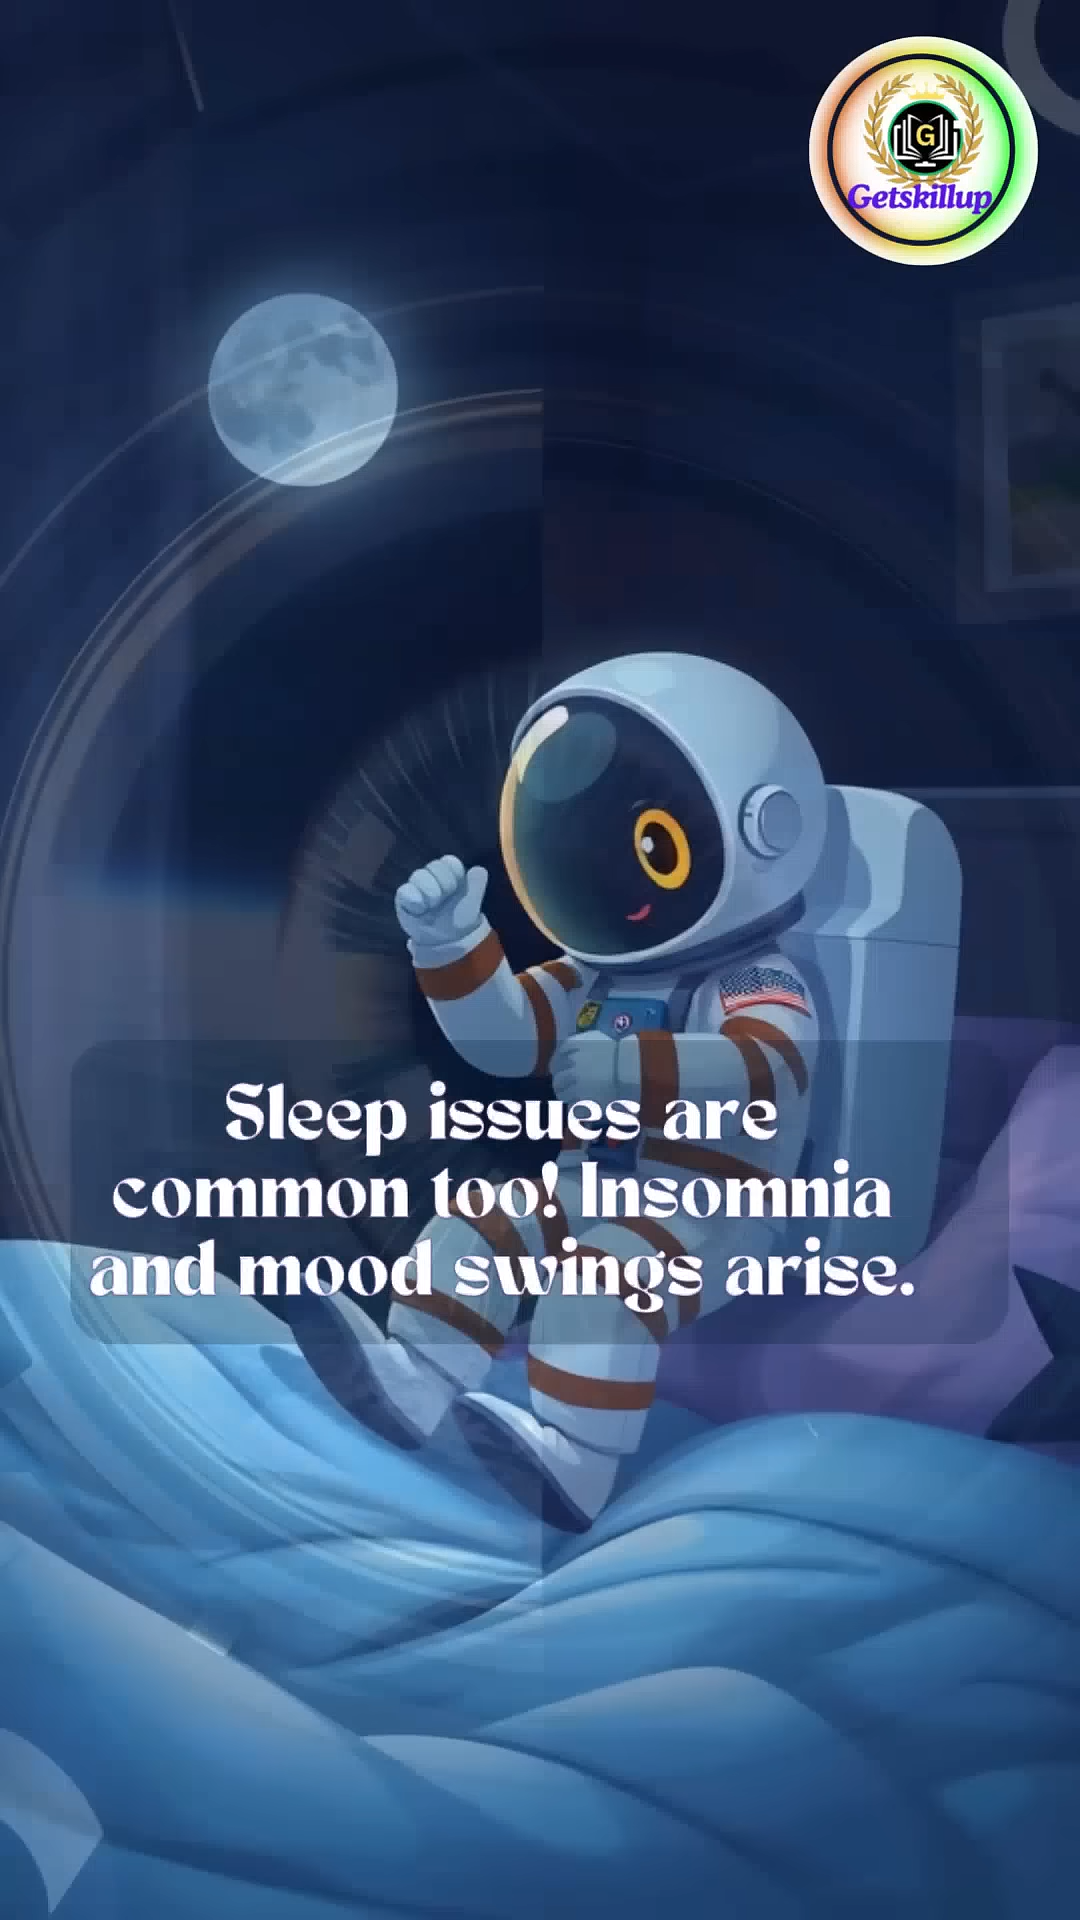 G
Getskillup
Sleep issues are
common too! Insomnia
and mood swings arise.